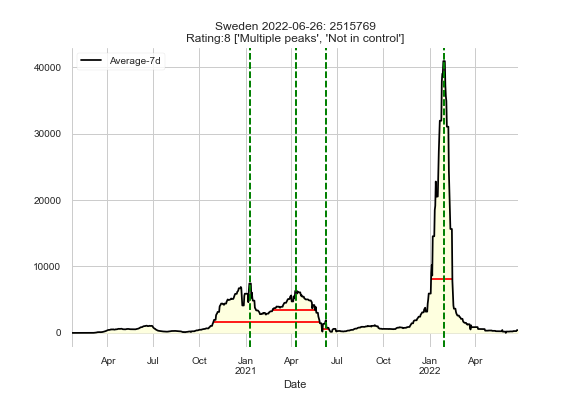 Sweden 2022-06-26: 2515769
Rating:8 ['Multiple peaks', 'Not in control']
Average-7d
40000
30000
20000
10000
0
Apr Jul Oct Jan Apr Jul Oct Jan Apr
2021 2022
Date